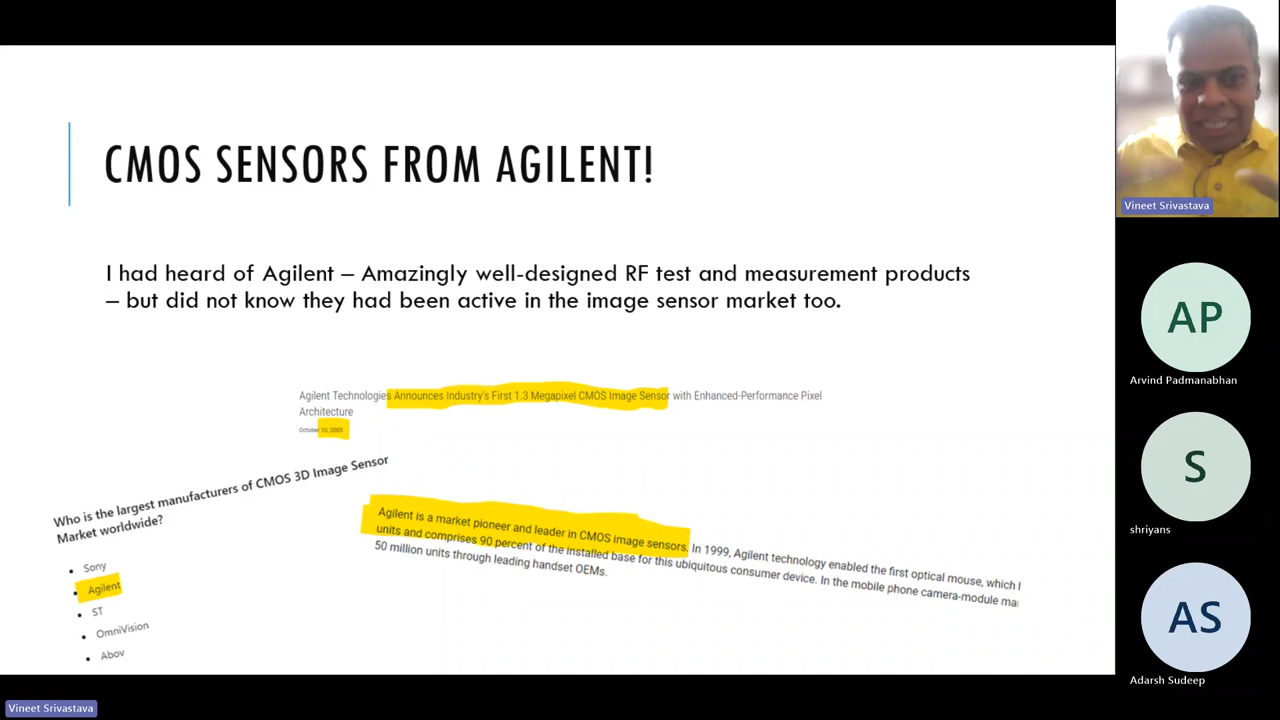 CMOS SENSORS FROM AGILENT!
I had heard of Agilent – Amazingly well-designed RF test and measurement products
– but did not know they had been active in the image sensor market too.
Agilent Technologies Announces Industry's First 1.3 Megapixel CMOS Image Sensor with Enhanced-Performance Pixel
Architecture
October 10, 2005
Who is the largest manufacturers of CMOS 3D Image Sensor
Market worldwide?
• Sony
• Agilent
• ST
• OmniVision
• Abov
Agilent is a market pioneer and leader in CMOS image sensors. In 1999, Agilent technology enabled the first optical mouse, which
units and comprises 90 percent of the installed base for this ubiquitous consumer device. In the mobile phone camera-module
50 million units through leading handset OEMs.
Vineet Srivastava
AP
Arvind Padmanabhan
S
shriyans
AS
Adarsh Sudeep
Vineet Srivastava